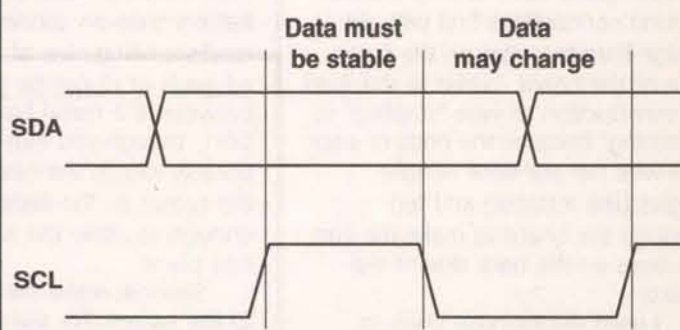 Data must
be stable
Data
may change
SDA
SCL